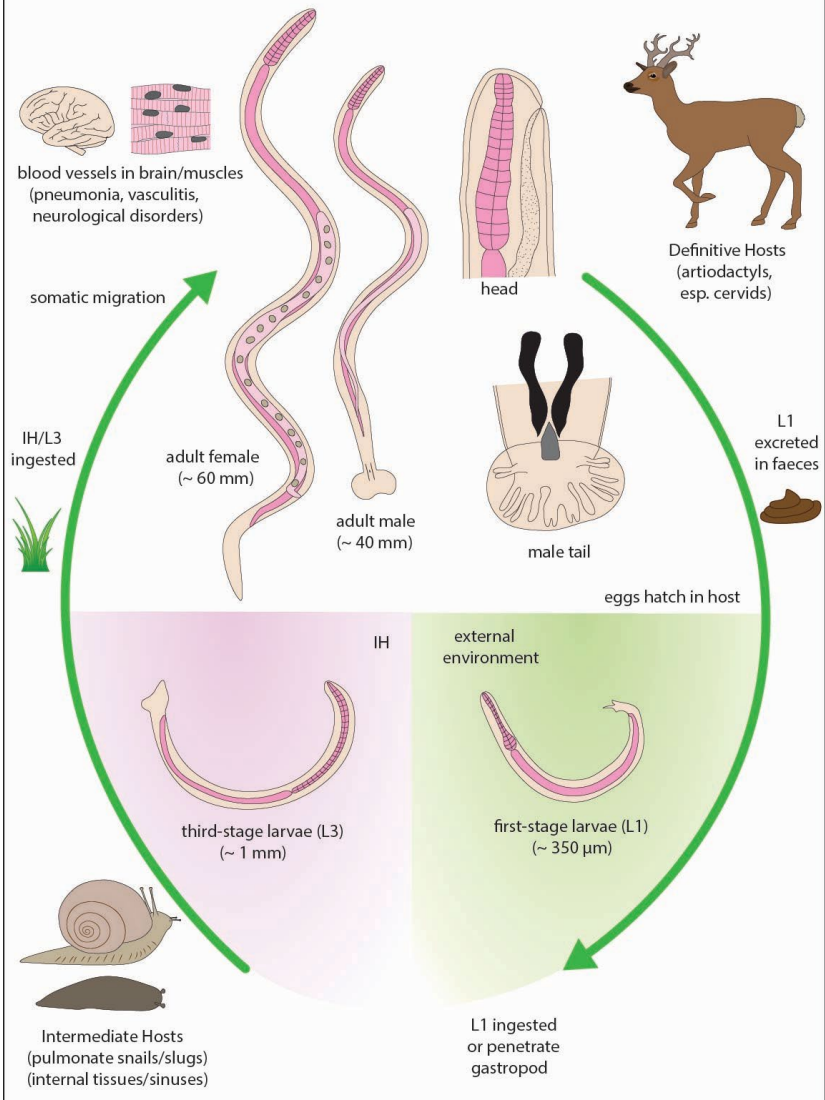 blood vessels in brain/muscles
(pneumonia, vasculitis,
neurological disorders)
somatic migration
IH/L3
ingested
adult female
(~ 60 mm)
adult male
(~ 40 mm)
head
male tail
Definitive Hosts
(artiodactyls,
esp. cervids)
L1
excreted
in faeces
eggs hatch in host
IH
external
environment
third-stage larvae (L3)
(~ 1 mm)
first-stage larvae (L1)
(~ 350 µm)
Intermediate Hosts
(pulmonate snails/slugs)
(internal tissues/sinuses)
L1 ingested
or penetrate
gastropod